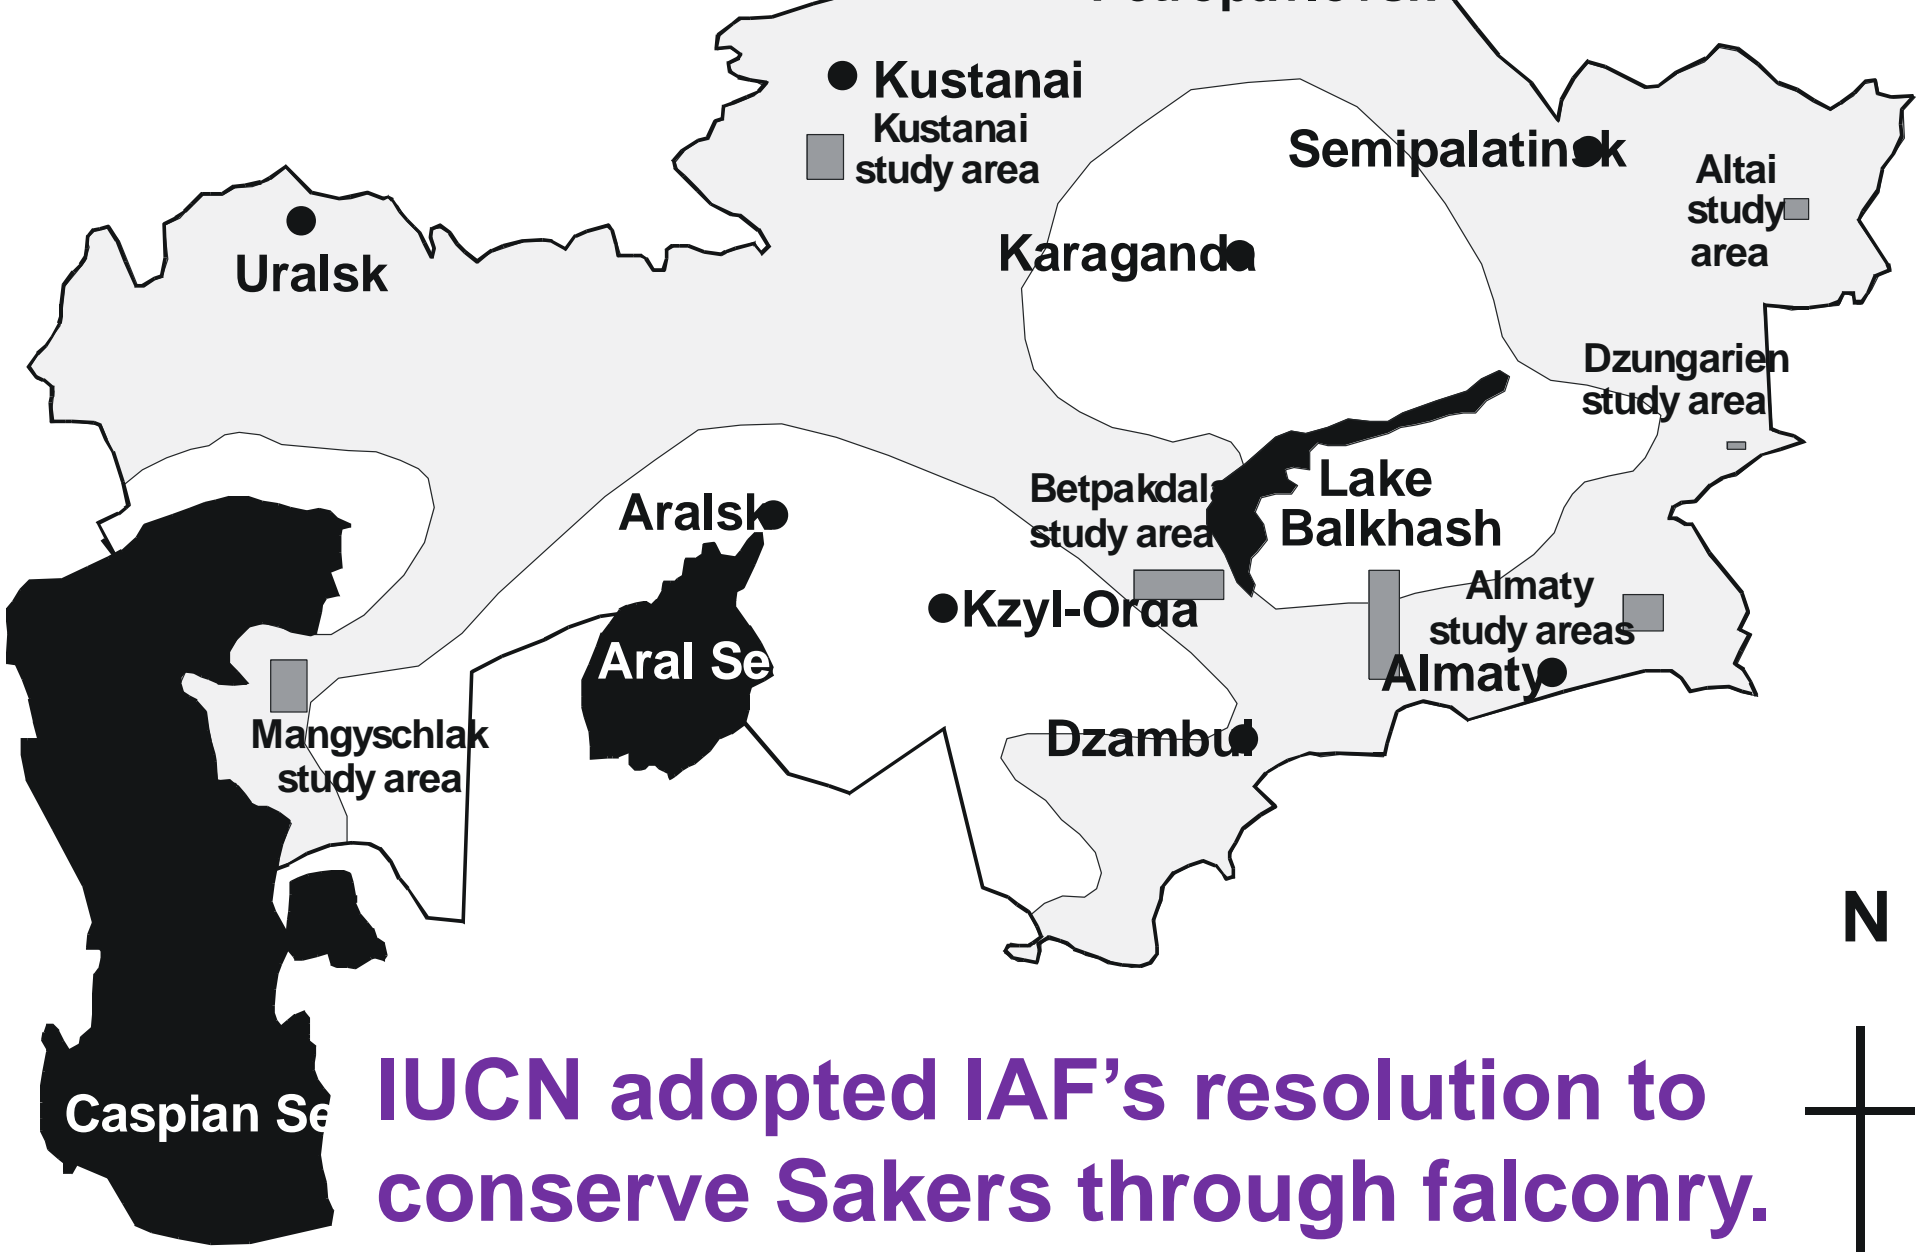 Kustanai
Kustanai
study area
Semipalatinsk
Altai
study
area
Uralsk
Karaganda
Dzungarien
study area
Betpakdala
study area
Lake
Balkhash
Aralsk
Almaty
study areas
Kzyl-Orda
Aral Se
Almaty
Mangyschlak
study area
Dzambul
N
Caspian Se
IUCN adopted IAF’s resolution to
conserve Sakers through falconry.